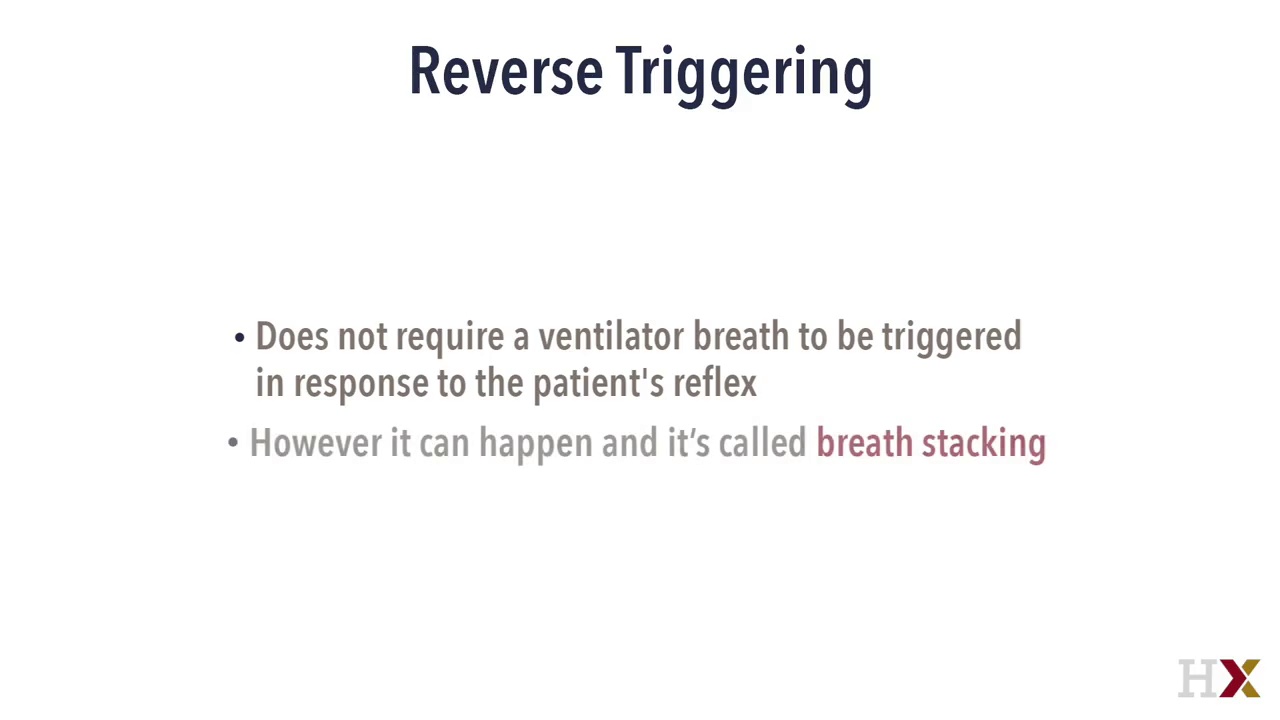 Reverse Triggering
• Does not require a ventilator breath to be triggered
in response to the patient's reflex
• However it can happen and it’s called breath stacking
HX